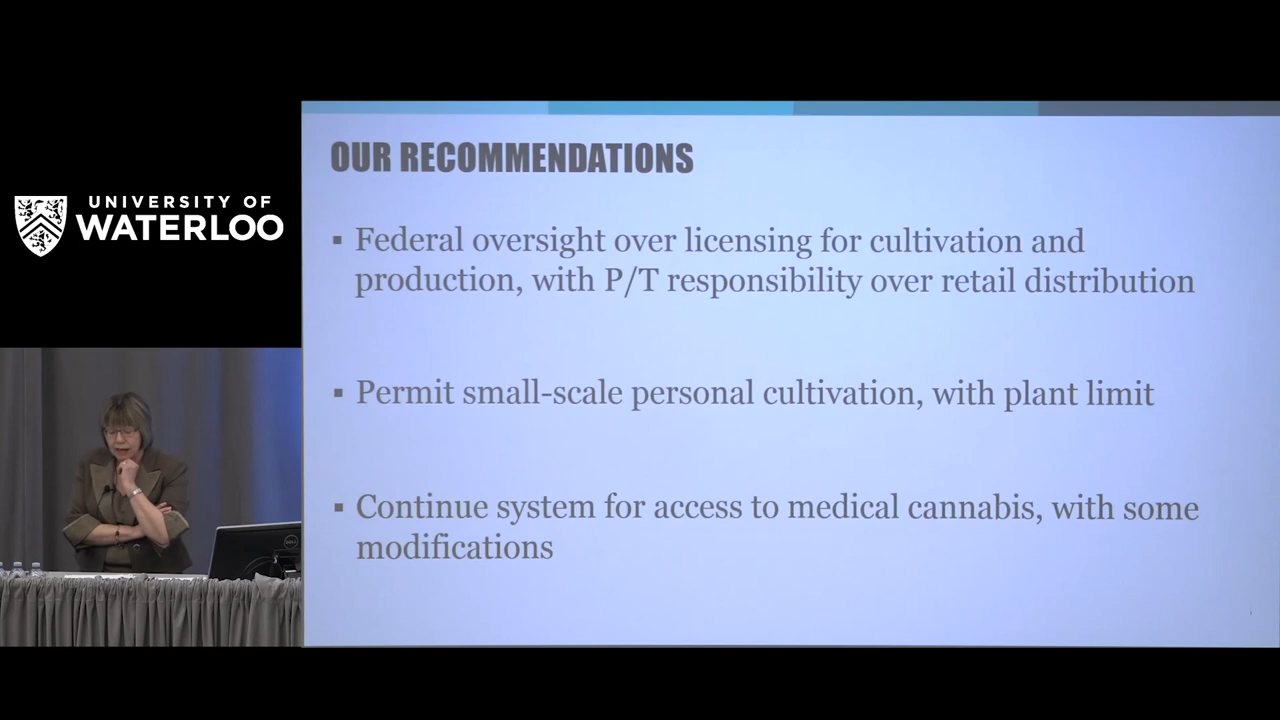 UNIVERSITY OF
WATERLOO
OUR RECOMMENDATIONS
▪ Federal oversight over licensing for cultivation and
production, with P/T responsibility over retail distribution
▪ Permit small-scale personal cultivation, with plant limit
▪ Continue system for access to medical cannabis, with some
modifications
DELL